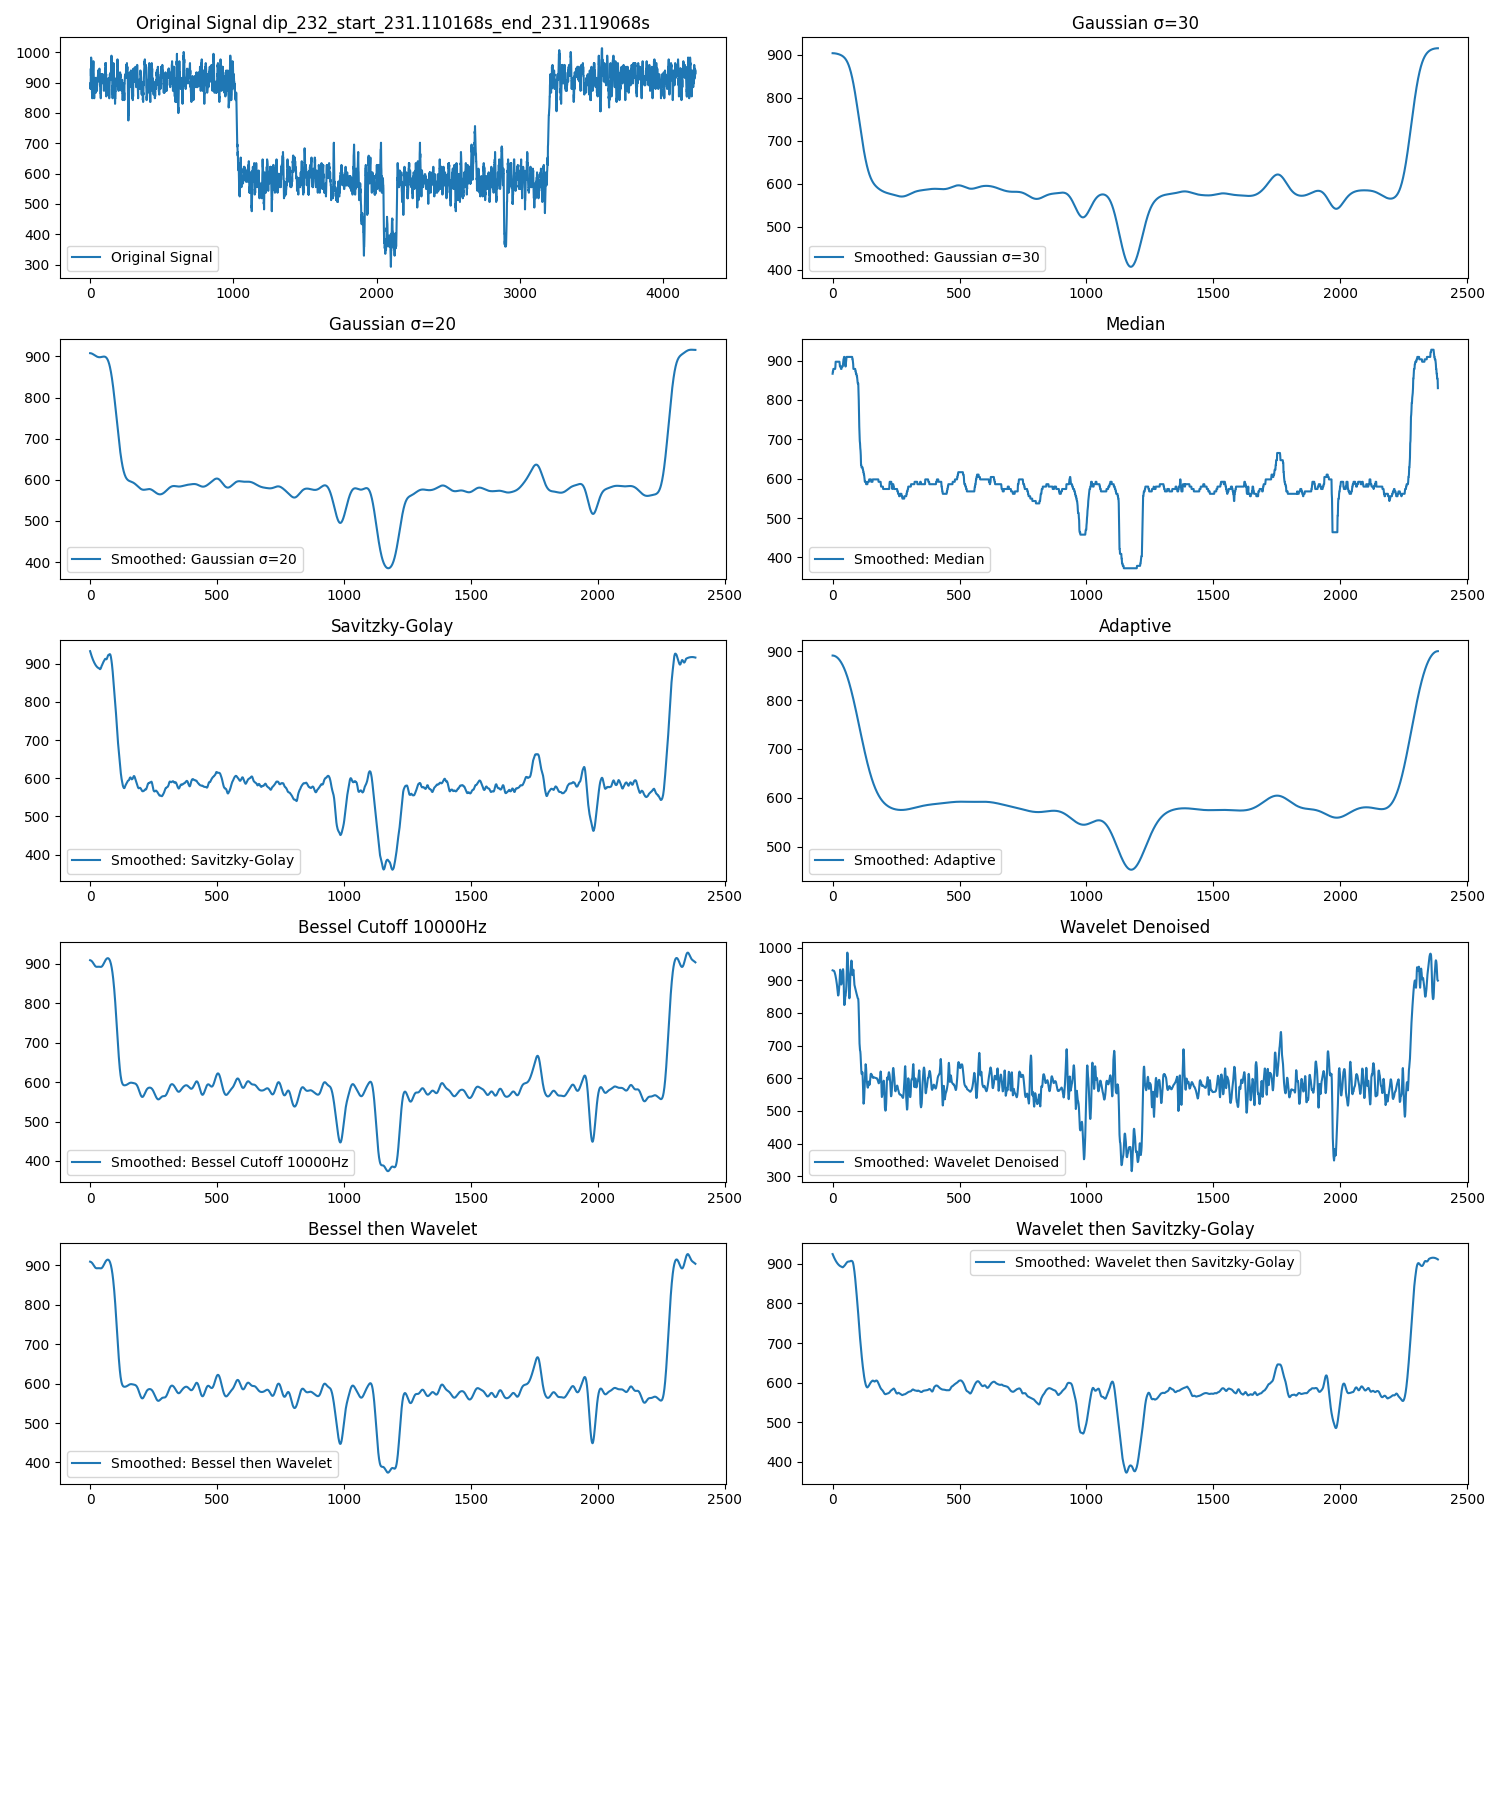 Original Signal dip_232_start_231.110168s_end_231.119068s
1000
900
800
700
600
500
400
300
Original Signal
0 1000 2000 3000 4000
Gaussian σ=30
900
800
700
600
500
400
Smoothed: Gaussian σ=30
0 500 1000 1500 2000 2500
Gaussian σ=20
900
800
700
600
500
400
Smoothed: Gaussian σ=20
0 500 1000 1500 2000 2500
Median
900
800
700
600
500
400
Smoothed: Median
0 500 1000 1500 2000 2500
Savitzky-Golay
900
800
700
600
500
400
Smoothed: Savitzky-Golay
0 500 1000 1500 2000 2500
Adaptive
900
800
700
600
500
Smoothed: Adaptive
0 500 1000 1500 2000 2500
Bessel Cutoff 10000Hz
900
800
700
600
500
400
Smoothed: Bessel Cutoff 10000Hz
0 500 1000 1500 2000 2500
Wavelet Denoised
1000
900
800
700
600
500
400
300
Smoothed: Wavelet Denoised
0 500 1000 1500 2000 2500
Bessel then Wavelet
900
800
700
600
500
400
Smoothed: Bessel then Wavelet
0 500 1000 1500 2000 2500
Wavelet then Savitzky-Golay
Smoothed: Wavelet then Savitzky-Golay
900
800
700
600
500
400
0 500 1000 1500 2000 2500